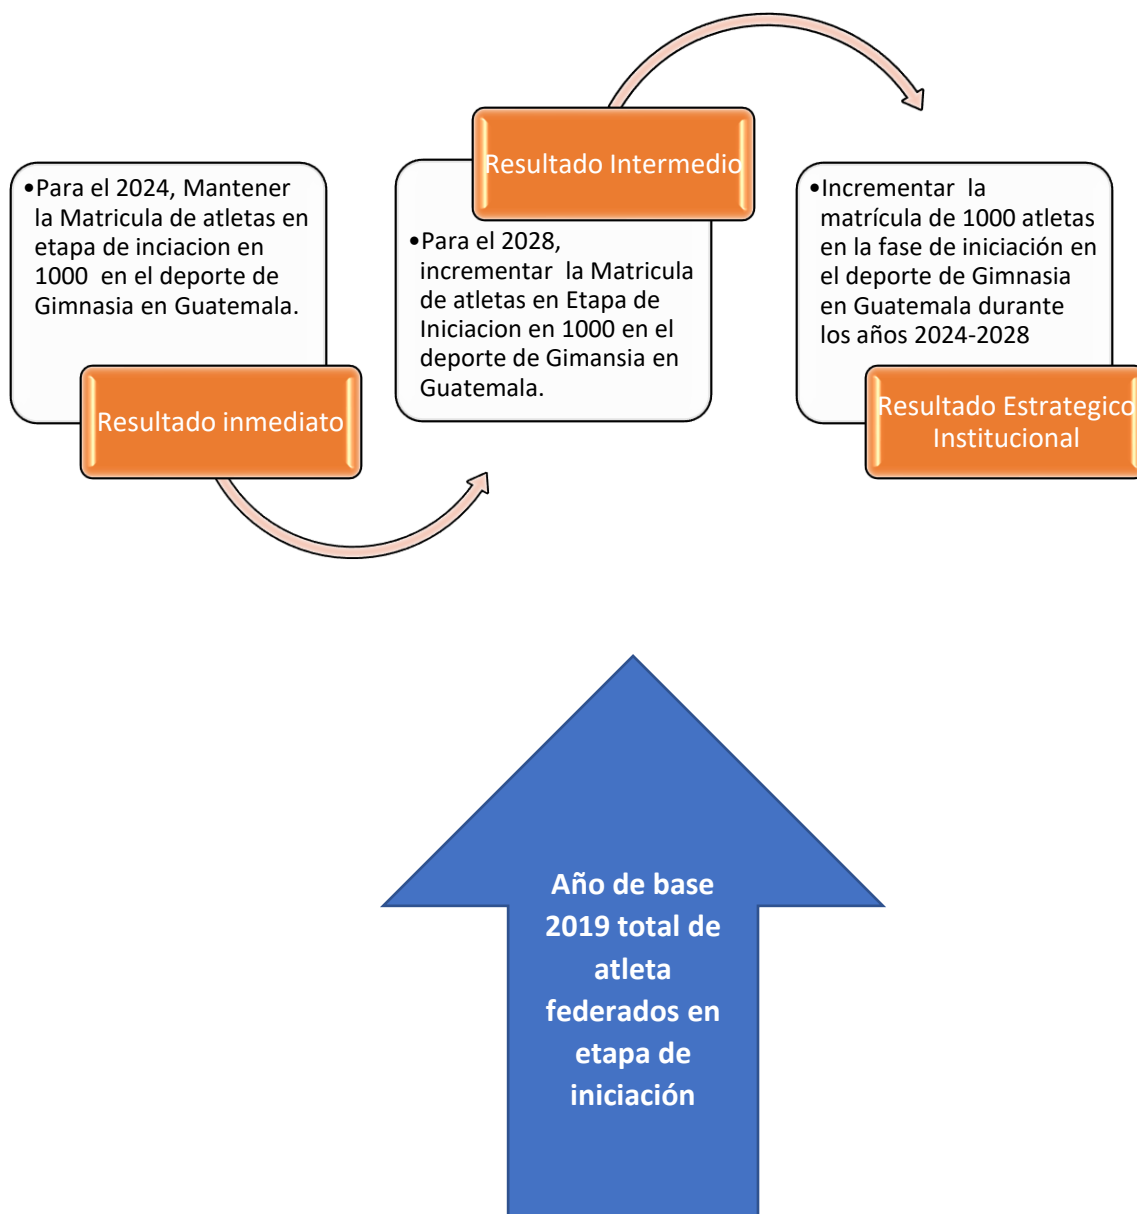 •Para el 2024, Mantener
la Matricula de atletas en
etapa de inciacion en
1000  en el deporte de
Gimnasia en Guatemala.
Resultado inmediato
Resultado Intermedio
•Para el 2028,
incrementar  la Matricula
de atletas en Etapa de
Iniciacion en 1000 en el
deporte de Gimansia en
Guatemala.
•Incrementar  la
matrícula de 1000 atletas
en la fase de iniciación en
el deporte de Gimnasia
en Guatemala durante
los años 2024-2028
Resultado Estrategico
Institucional
Año de base
2019 total de
atleta
federados en
etapa de
iniciación